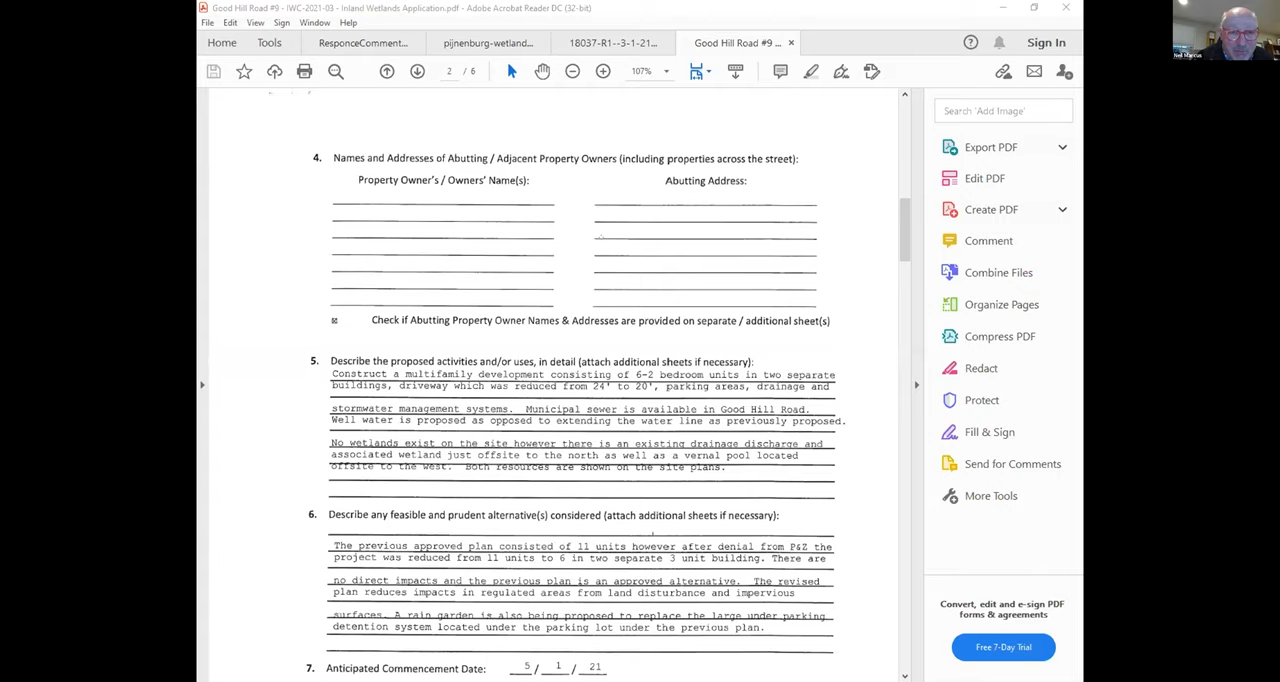 Good Hill Road #9 - IWC-2021-03 - Inland Wetlands Application.pdf - Adobe Acrobat Reader DC (32-bit)
File Edit View Sign Window Help
Home Tools ResponceComment... pijnenburg-wetland... 18037-R1--3-1-21... Good Hill Road #9 ... × Sign In
2 / 6 107%
Neil Marcus
4. Names and Addresses of Abutting / Adjacent Property Owners (including properties across the street):
Property Owner's / Owners' Name(s): Abutting Address:
Check if Abutting Property Owner Names & Addresses are provided on separate / additional sheet(s)
5. Describe the proposed activities and/or uses, in detail (attach additional sheets if necessary):
Construct a multifamily development consisting of 6-2 bedroom units in two separate
buildings, driveway which was reduced from 24' to 20', parking areas, drainage and
stormwater management systems. Municipal sewer is available in Good Hill Road.
Well water is proposed as opposed to extending the water line as previously proposed.
No wetlands exist on the site however there is an existing drainage discharge and
associated wetland just offsite to the north as well as a vernal pool located
offsite to the west. Both resources are shown on the site plans.
6. Describe any feasible and prudent alternative(s) considered (attach additional sheets if necessary):
The previous approved plan consisted of 11 units however after denial from P&Z the
project was reduced from 11 units to 6 in two separate 3 unit building. There are
no direct impacts and the previous plan is an approved alternative. The revised
plan reduces impacts in regulated areas from land disturbance and impervious
surfaces. A rain garden is also being proposed to replace the large under parking
detention system located under the parking lot under the previous plan.
7. Anticipated Commencement Date: 5 / 1 / 21
Search 'Add Image'
Export PDF
Edit PDF
Create PDF
Comment
Combine Files
Organize Pages
Compress PDF
Redact
Protect
Fill & Sign
Send for Comments
More Tools
Convert, edit and e-sign PDF
forms & agreements
Free 7-Day Trial